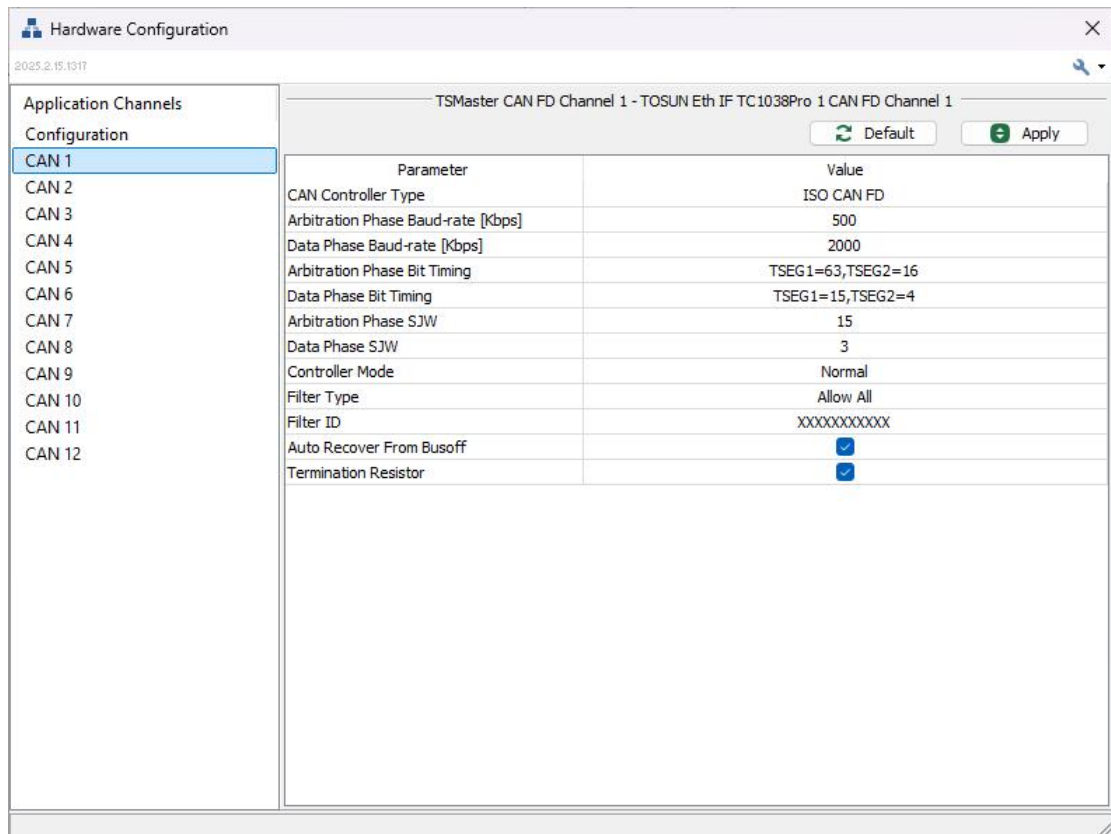 Hardware Configuration
2025.2.15.1317
Application Channels
Configuration
CAN 1
CAN 2
CAN 3
CAN 4
CAN 5
CAN 6
CAN 7
CAN 8
CAN 9
CAN 10
CAN 11
CAN 12
TSMaster CAN FD Channel 1 - TOSUN Eth IF TC1038Pro 1 CAN FD Channel 1
Default Apply
Parameter Value
CAN Controller Type ISO CAN FD
Arbitration Phase Baud-rate [Kbps] 500
Data Phase Baud-rate [Kbps] 2000
Arbitration Phase Bit Timing TSEG1=63,TSEG2=16
Data Phase Bit Timing TSEG1=15,TSEG2=4
Arbitration Phase SJW 15
Data Phase SJW 3
Controller Mode Normal
Filter Type Allow All
Filter ID XXXXXXXXXXX
Auto Recover From Busoff
Termination Resistor